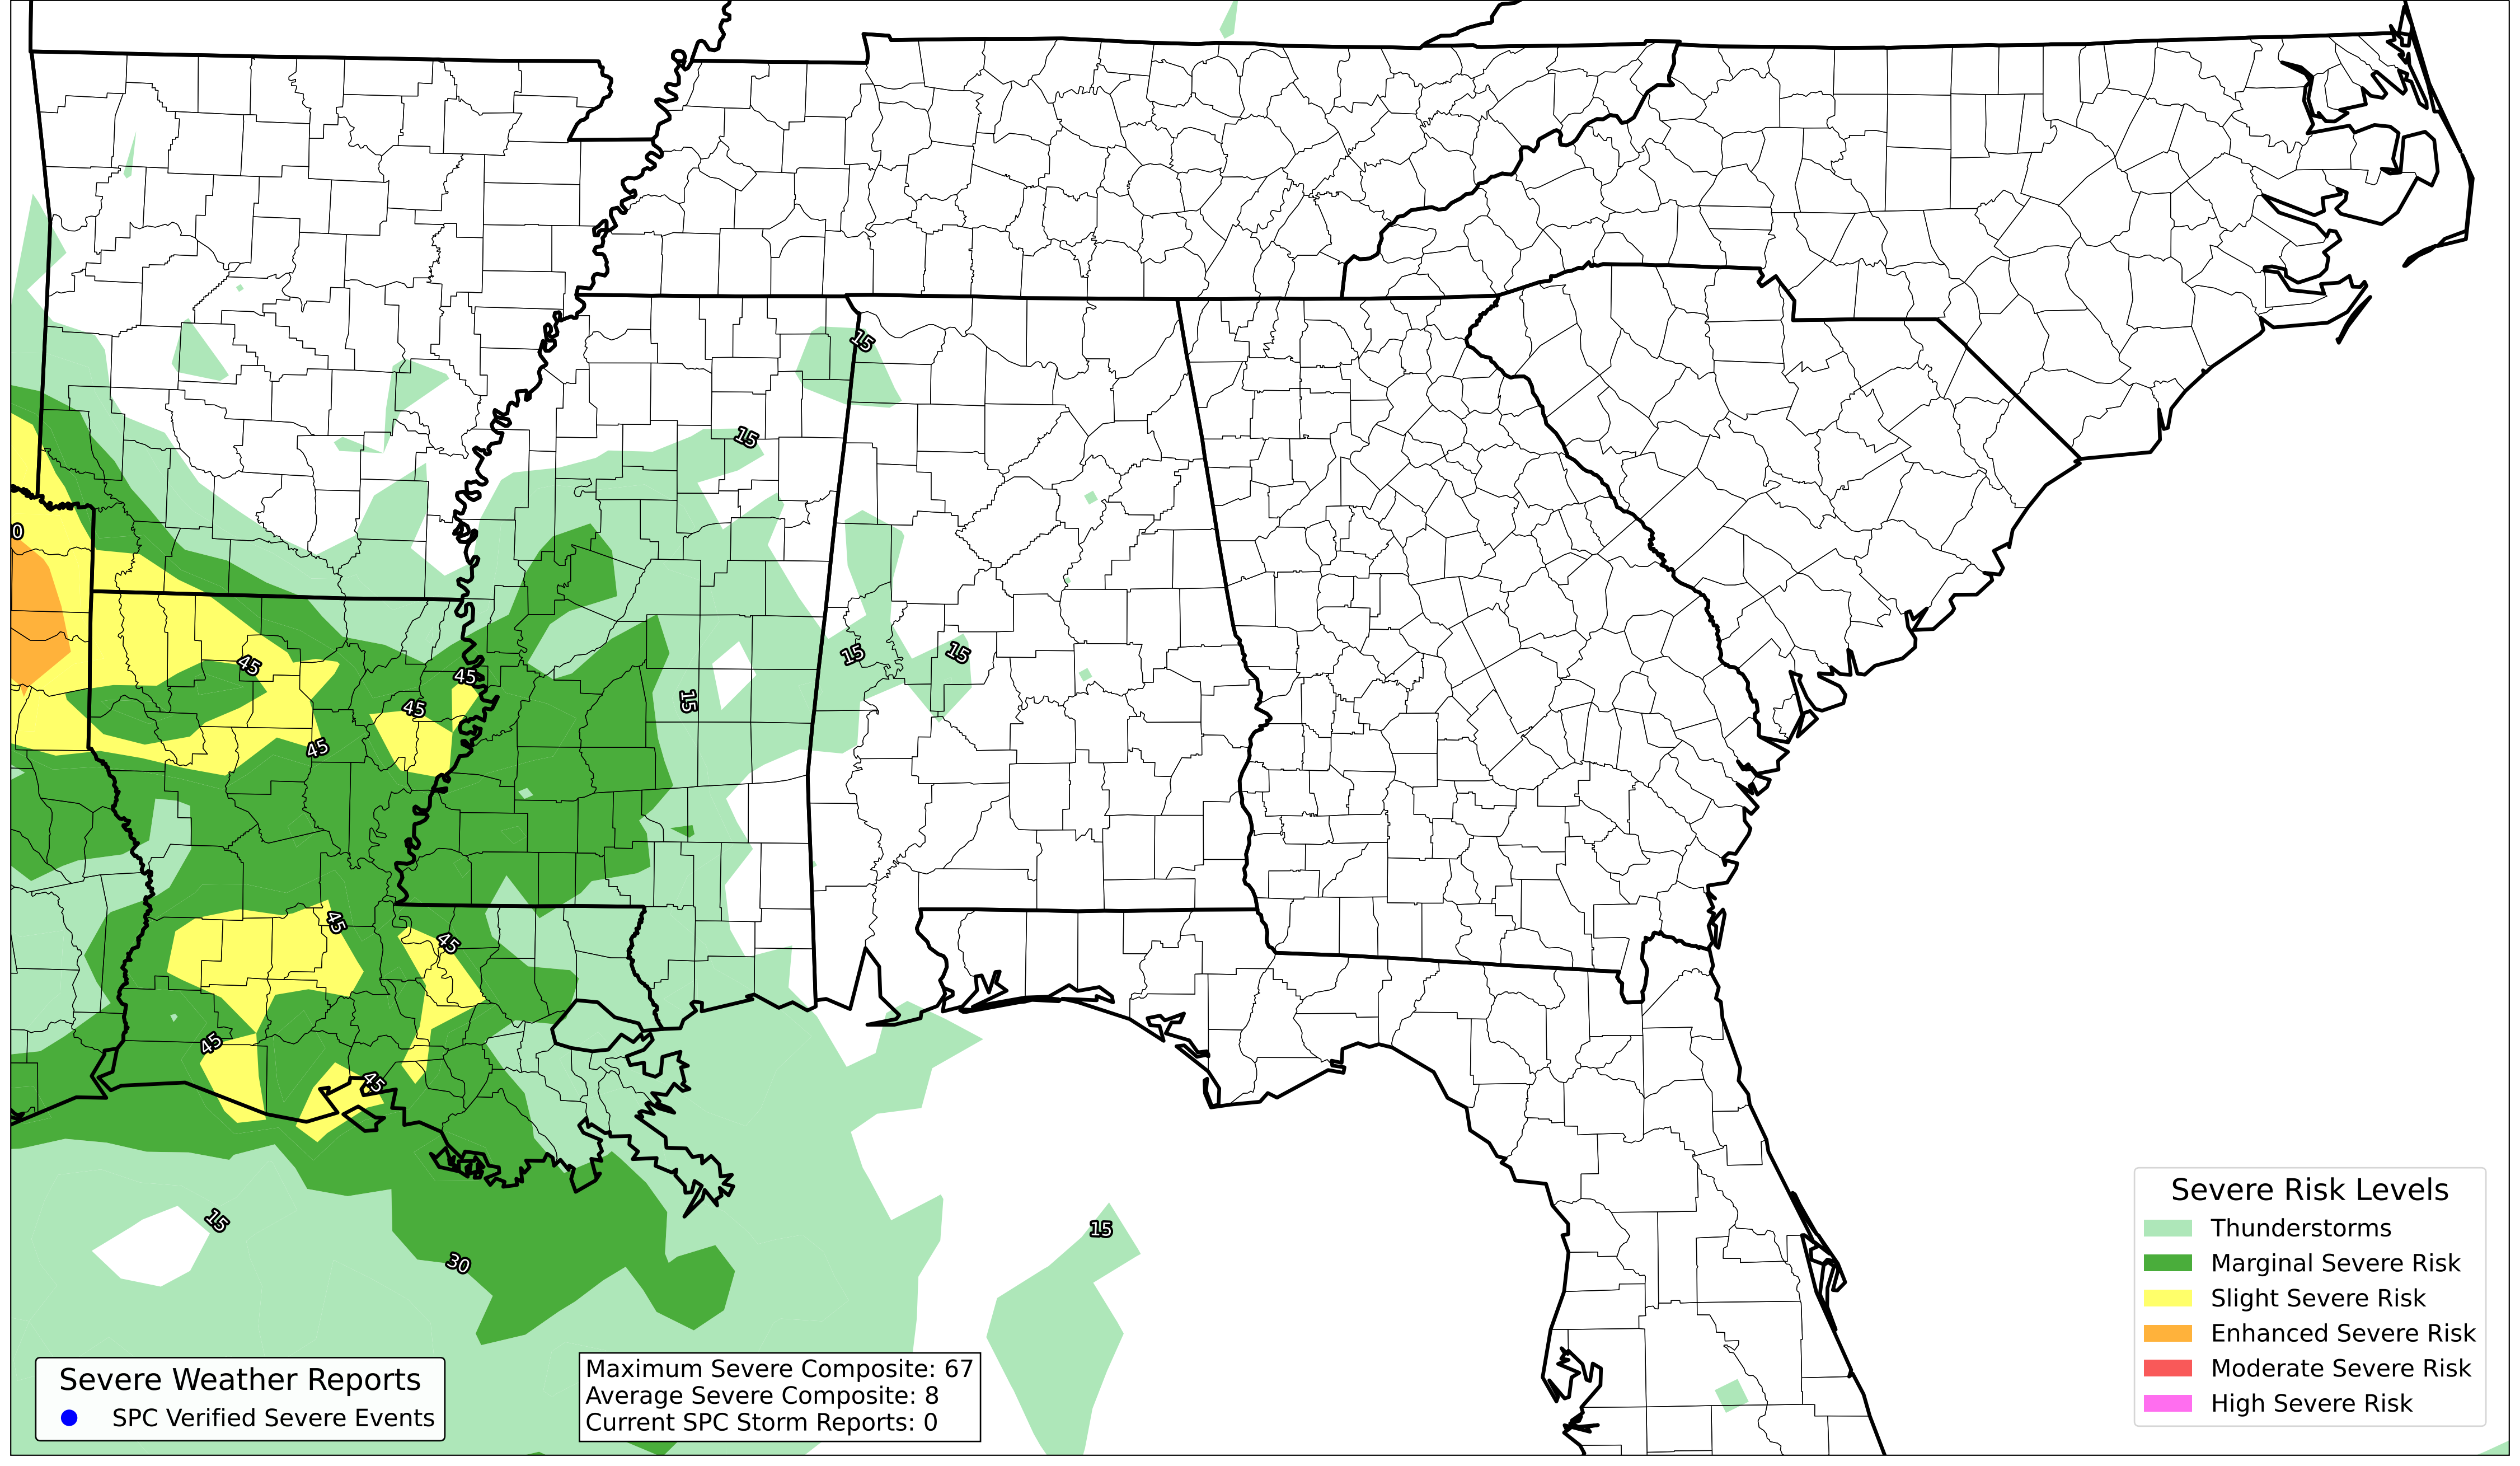 15
15
0
15
15
45
45
15
45
45
45
45
45
45
15
15
30
Severe Risk Levels
Thunderstorms
Marginal Severe Risk
Slight Severe Risk
Enhanced Severe Risk
Moderate Severe Risk
High Severe Risk
Severe Weather Reports
SPC Verified Severe Events
Maximum Severe Composite: 67
Average Severe Composite: 8
Current SPC Storm Reports: 0